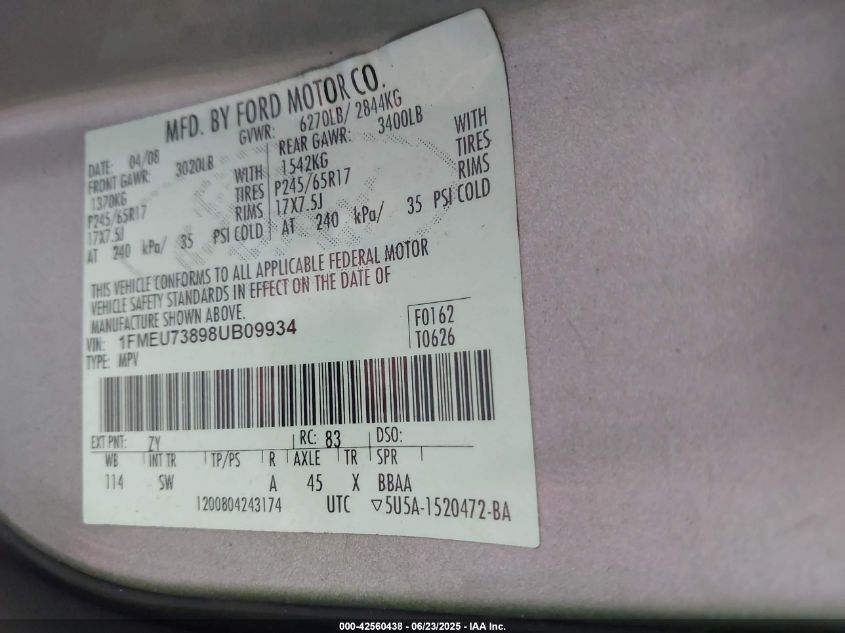 MFD. BY FORD MOTOR CO.
DATE: 04/08 GVWR: 6270LB/ 2844KG
FRONT GAWR: 3020LB REAR GAWR: 3400LB
1370KG WITH 1542KG WITH
P245/65R17 TIRES P245/65R17 TIRES
17X7.5J RIMS 17X7.5J RIMS
AT 240 kPa/ 35 PSI COLD AT 240 kPa/ 35 PSI COLD
THIS VEHICLE CONFORMS TO ALL APPLICABLE FEDERAL MOTOR
VEHICLE SAFETY STANDARDS IN EFFECT ON THE DATE OF
MANUFACTURE SHOWN ABOVE.
VIN: 1FMEU73898UB09934 F0162
TYPE: MPV T0626
EXT PNT: ZY RC: 83 DSO:
WB INT TR TP/PS R AXLE TR SPR
114 SW A 45 X BBAA
1200804243174 UTC ▽5U5A-1520472-BA
000-42560438 - 06/23/2025 - IAA Inc.